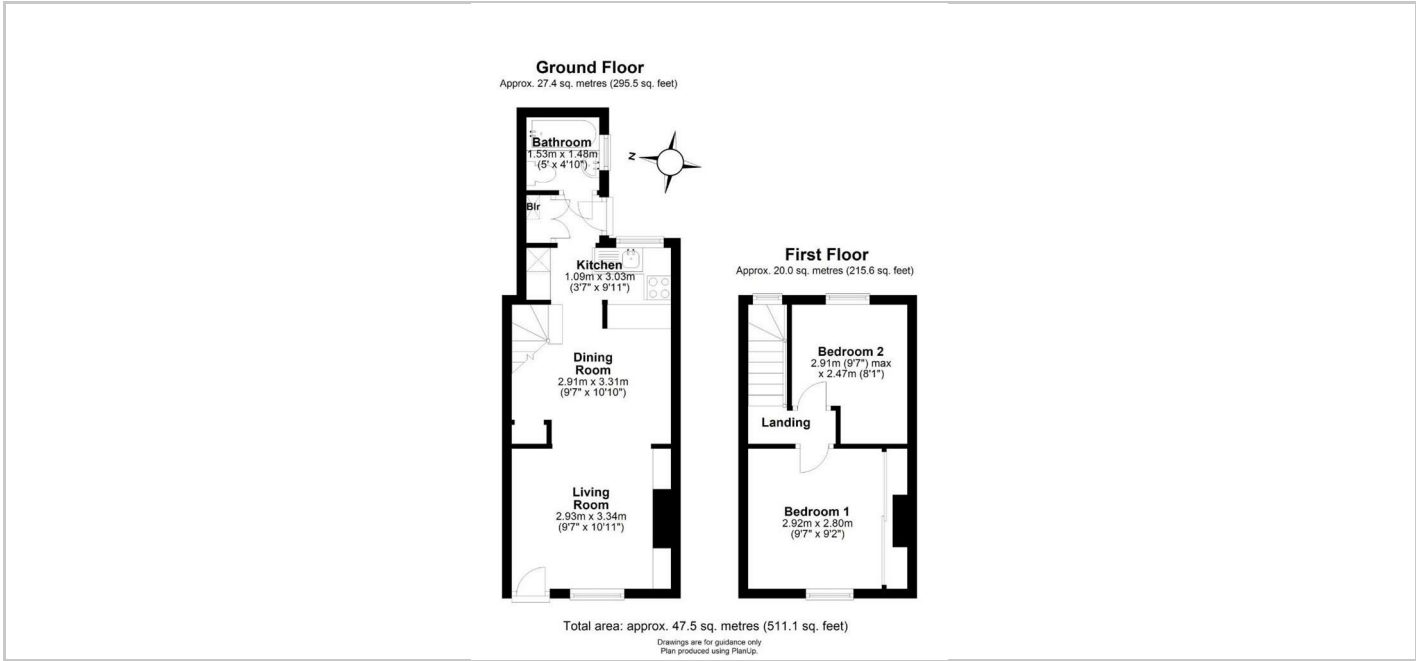 Ground Floor
Approx. 27.4 sq. metres (295.5 sq. feet)
Bathroom
1.53m x 1.48m
(5' x 4'10")
N
Blr
Kitchen
1.09m x 3.03m
(3'7" x 9'11")
Dining
Room
2.91m x 3.31m
(9'7" x 10'10")
Living
Room
2.93m x 3.34m
(9'7" x 10'11")
First Floor
Approx. 20.0 sq. metres (215.6 sq. feet)
Bedroom 2
2.91m (9'7") max
x 2.47m (8'1")
Landing
Bedroom 1
2.92m x 2.80m
(9'7" x 9'2")
Total area: approx. 47.5 sq. metres (511.1 sq. feet)
Drawings are for guidance only
Plan produced using PlanUp.